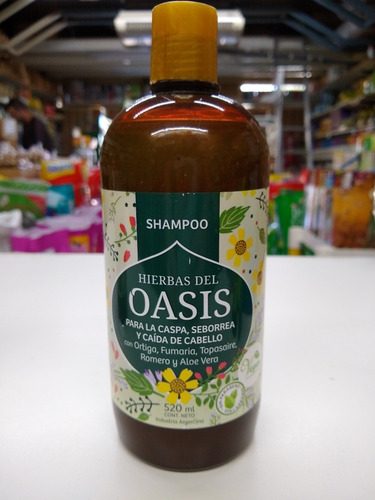 SHAMPOO
HIERBAS DEL
OASIS
PARA LA CASPA, SEBORREA
Y CAÍDA DE CABELLO
con Ortiga, Fumaria, Topasaire,
Romero y Aloe Vera
520 ml
CONT. NETO
Industria Argentina